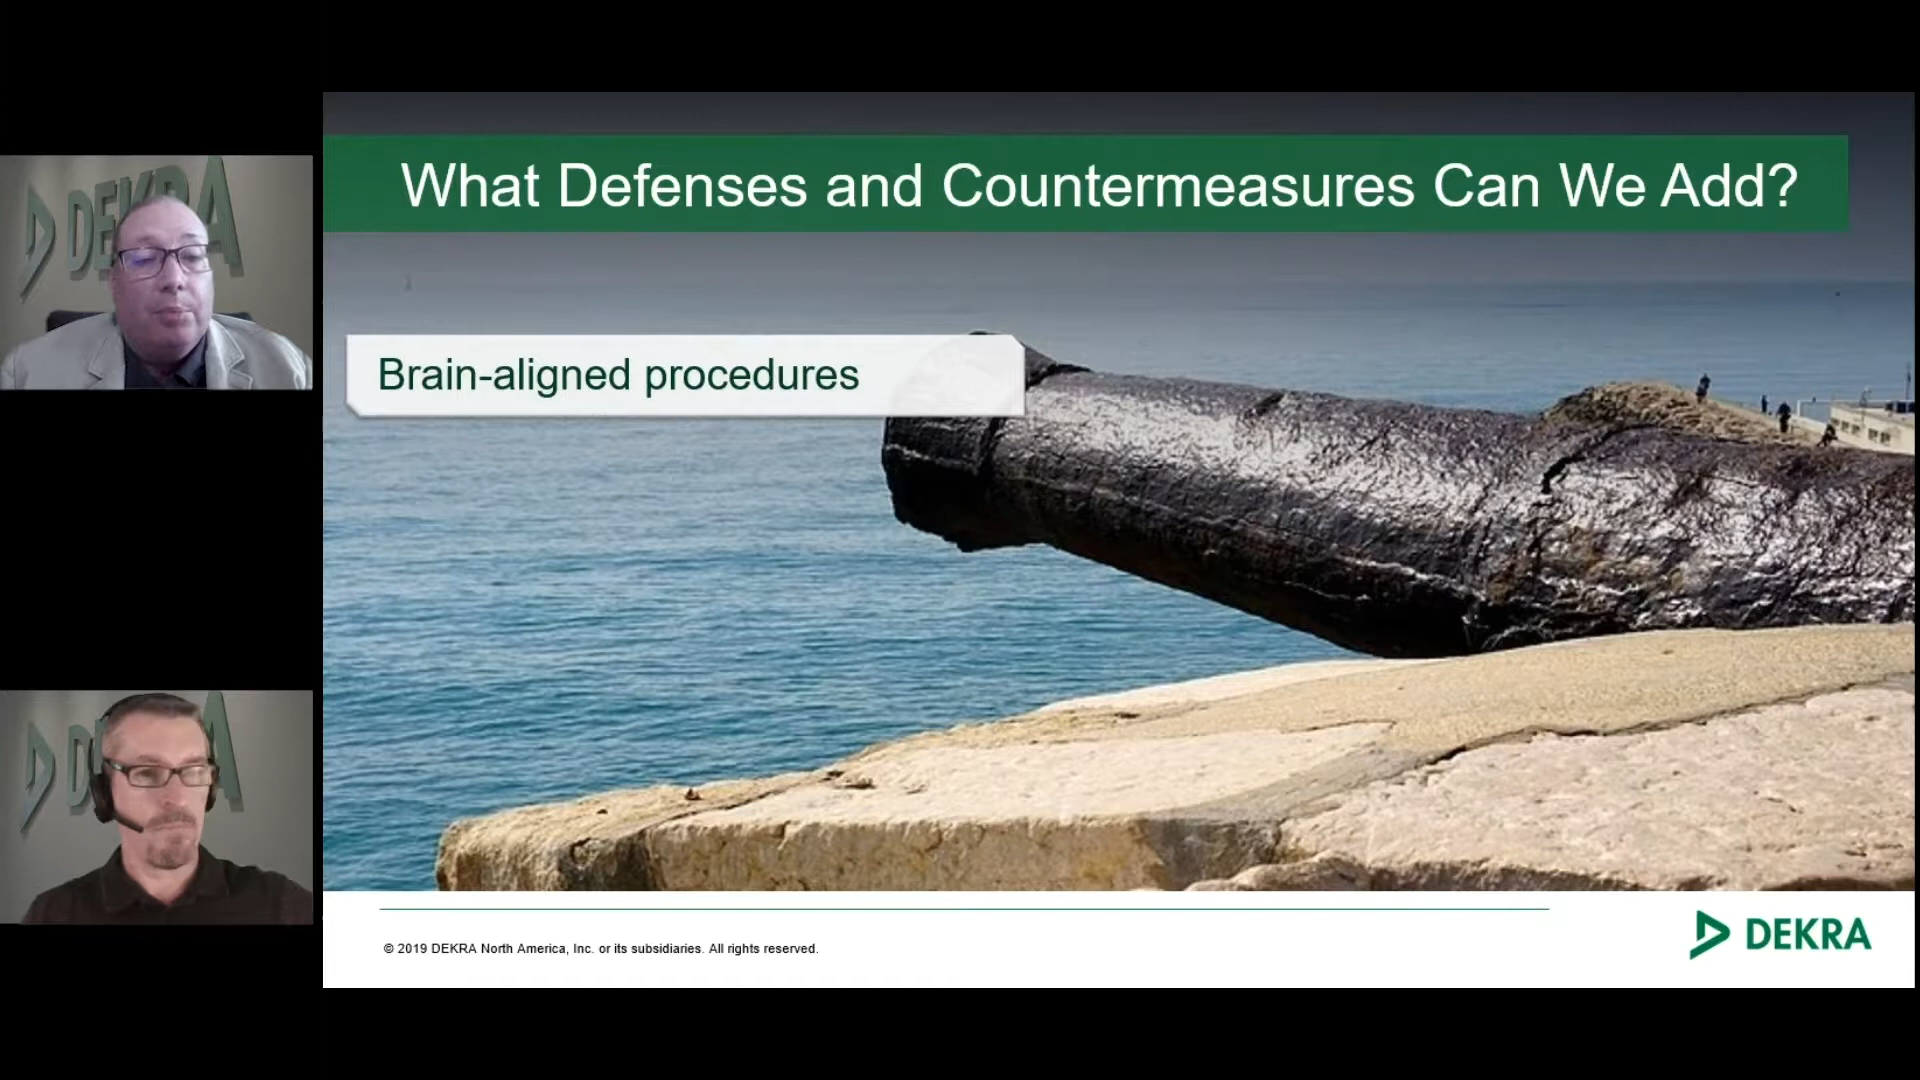 What Defenses and Countermeasures Can We Add?
Brain-aligned procedures
© 2019 DEKRA North America, Inc. or its subsidiaries. All rights reserved.
DEKRA
DEKRA